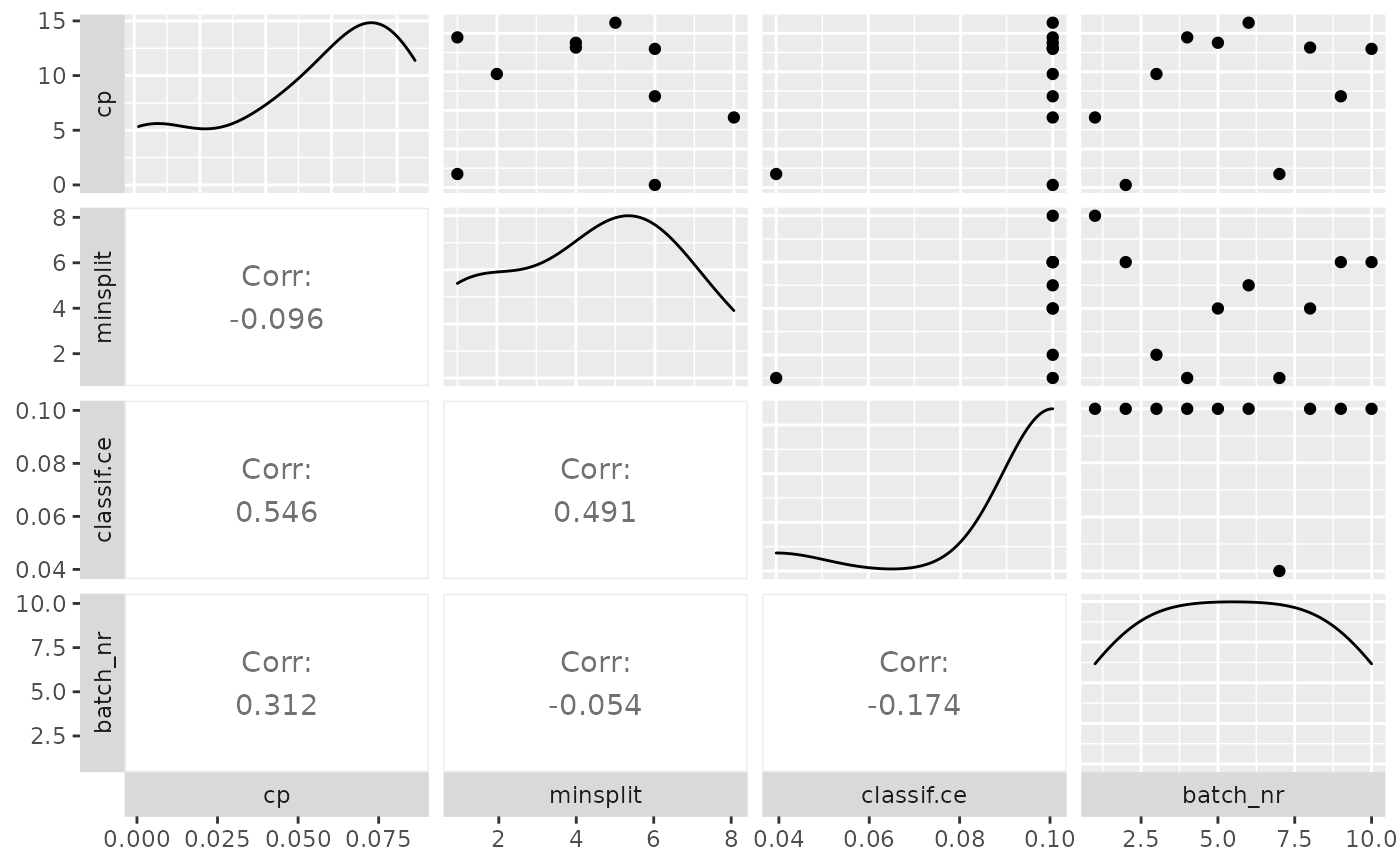 15
10
5
0
cp
8
6
4
2
minsplit
Corr:
-0.096
0.10
0.08
0.06
0.04
classif.ce
Corr:
0.546
Corr:
0.491
10.0
7.5
5.0
2.5
batch_nr
Corr:
0.312
Corr:
-0.054
Corr:
-0.174
cp minsplit classif.ce batch_nr
0.000 0.025 0.050 0.075 2 4 6 8 0.04 0.06 0.08 0.10 2.5 5.0 7.5 10.0